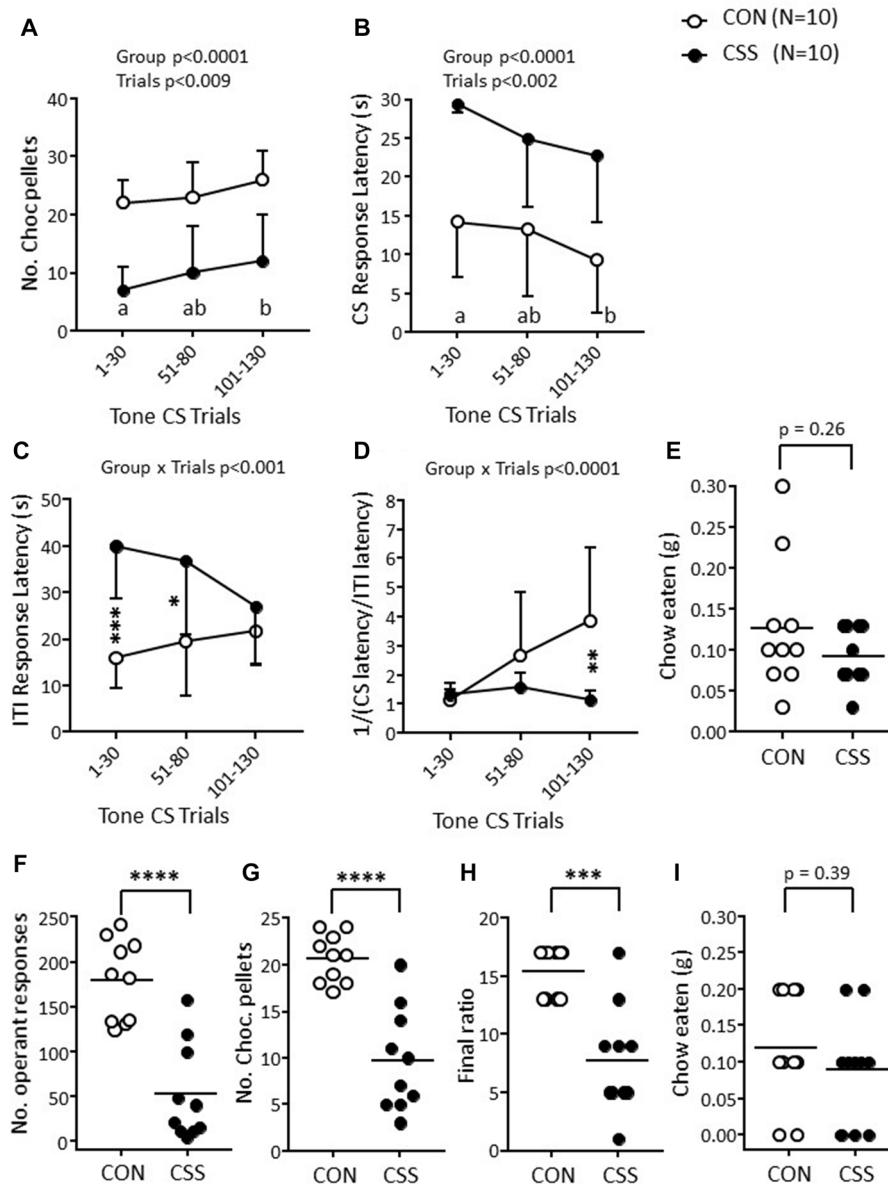 CON (N=10)
CSS (N=10)
A
Group p<0.0001
Trials p<0.009
No. Choc pellets
40
30
20
10
0
a ab b
1-30 51-80 101-130
Tone CS Trials
B
Group p<0.0001
Trials p<0.002
CS Response Latency (s)
30
25
20
15
10
5
0
a ab b
1-30 51-80 101-130
Tone CS Trials
C
Group x Trials p<0.001
ITI Response Latency (s)
50
40
30
20
10
0
**** *
1-30 51-80 101-130
Tone CS Trials
D
Group x Trials p<0.0001
1/(CS latency/ITI latency)
8
7
6
5
4
3
2
1
0
**
1-30 51-80 101-130
Tone CS Trials
E
p = 0.26
Chow eaten (g)
0.30
0.25
0.20
0.15
0.10
0.05
0.00
CON CSS
F
****
No. operant responses
250
200
150
100
50
0
CON CSS
G
****
No. Choc. pellets
25
20
15
10
5
0
CON CSS
H
***
Final ratio
20
15
10
5
0
CON CSS
I
p = 0.39
Chow eaten (g)
0.30
0.25
0.20
0.15
0.10
0.05
0.00
CON CSS